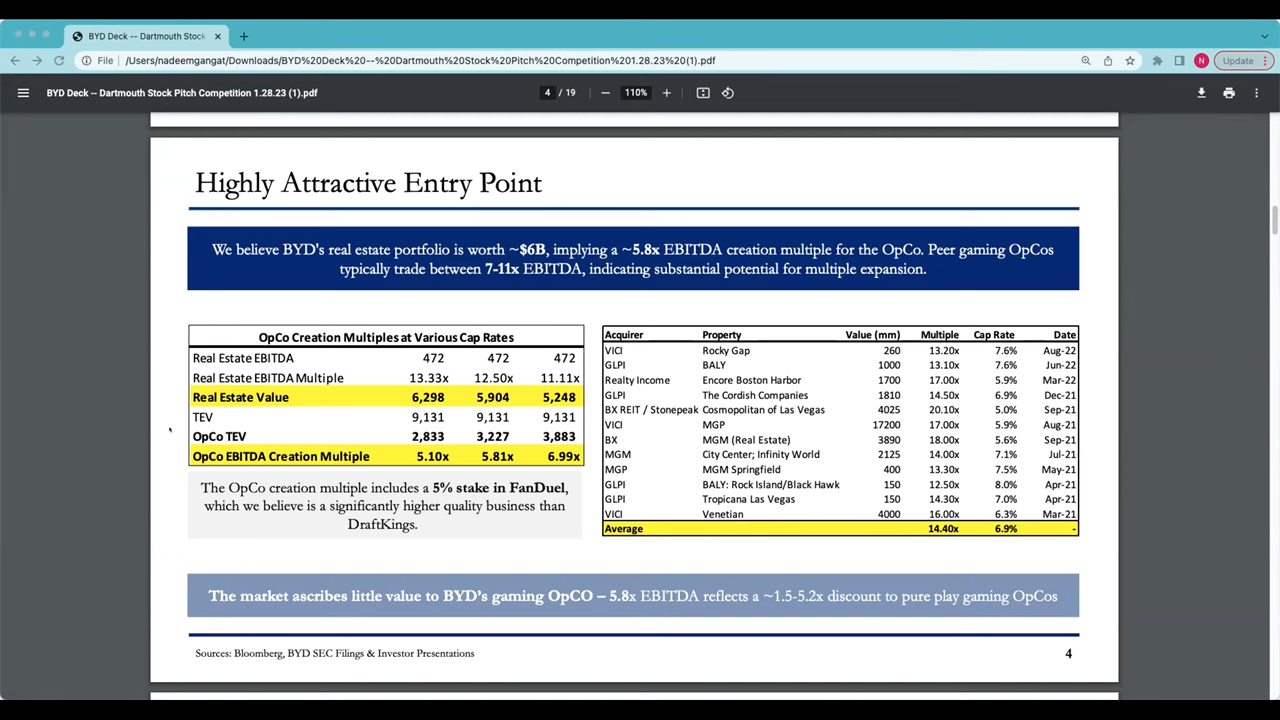 BYD Deck -- Dartmouth Stock
File
/Users/nadeemgangat/Downloads/BYD%20Deck%20--%20Dartmouth%20Stock%20Pitch%20Competition%201.28.23%20(1).pdf
N
Update
BYD Deck -- Dartmouth Stock Pitch Competition 1.28.23 (1).pdf
4 / 19
110%
Highly Attractive Entry Point
We believe BYD's real estate portfolio is worth ~$6B, implying a ~5.8x EBITDA creation multiple for the OpCo. Peer gaming OpCos
typically trade between 7-11x EBITDA, indicating substantial potential for multiple expansion.
OpCo Creation Multiples at Various Cap Rates
Real Estate EBITDA 472 472 472
Real Estate EBITDA Multiple 13.33x 12.50x 11.11x
Real Estate Value 6,298 5,904 5,248
TEV 9,131 9,131 9,131
OpCo TEV 2,833 3,227 3,883
OpCo EBITDA Creation Multiple 5.10x 5.81x 6.99x
The OpCo creation multiple includes a 5% stake in FanDuel,
which we believe is a significantly higher quality business than
DraftKings.
Acquirer Property Value (mm) Multiple Cap Rate Date
VICI Rocky Gap 260 13.20x 7.6% Aug-22
GLPI BALY 1000 13.10x 7.6% Jun-22
Realty Income Encore Boston Harbor 1700 17.00x 5.9% Mar-22
GLPI The Cordish Companies 1810 14.50x 6.9% Dec-21
BX REIT / Stonepeak Cosmopolitan of Las Vegas 4025 20.10x 5.0% Sep-21
VICI MGP 17200 17.00x 5.9% Aug-21
BX MGM (Real Estate) 3890 18.00x 5.6% Sep-21
MGM City Center; Infinity World 2125 14.00x 7.1% Jul-21
MGP MGM Springfield 400 13.30x 7.5% May-21
GLPI BALY: Rock Island/Black Hawk 150 12.50x 8.0% Apr-21
GLPI Tropicana Las Vegas 150 14.30x 7.0% Apr-21
VICI Venetian 4000 16.00x 6.3% Mar-21
Average 14.40x 6.9% -
The market ascribes little value to BYD's gaming OpCO – 5.8x EBITDA reflects a ~1.5-5.2x discount to pure play gaming OpCos
Sources: Bloomberg, BYD SEC Filings & Investor Presentations
4